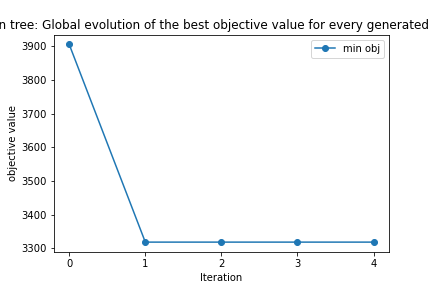 n tree: Global evolution of the best objective value for every generated
min obj
3900
3800
3700
3600
3500
3400
3300
objective value
0 1 2 3 4
Iteration